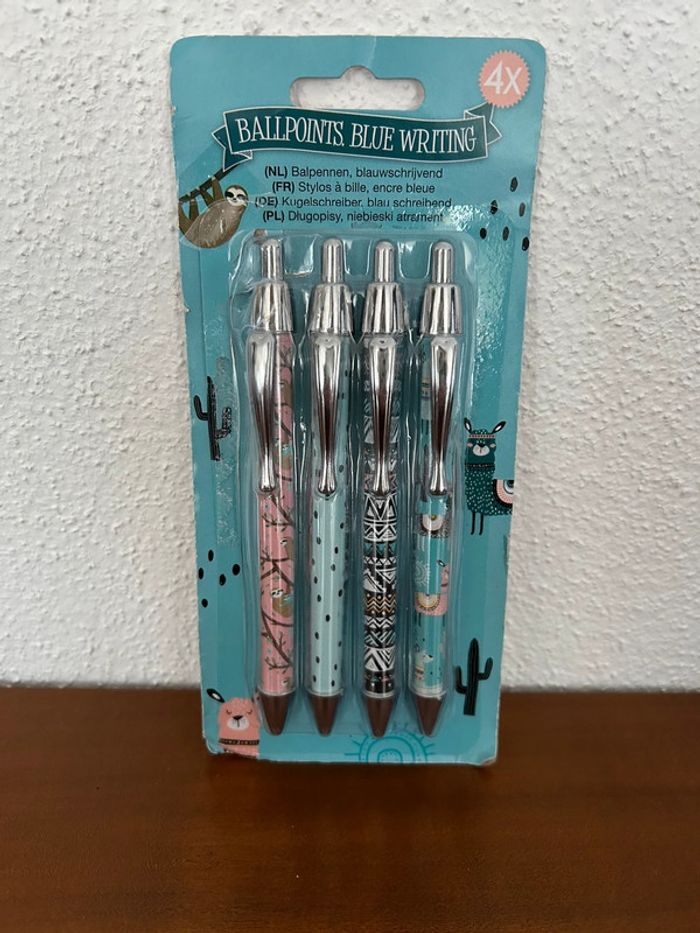 4X
BALLPOINTS. BLUE WRITING
(NL) Balpennen, blauwschrijvend
(FR) Stylos à bille, encre bleue
(DE) Kugelschreiber, blau schreibend
(PL) Długopisy, niebieski atrament